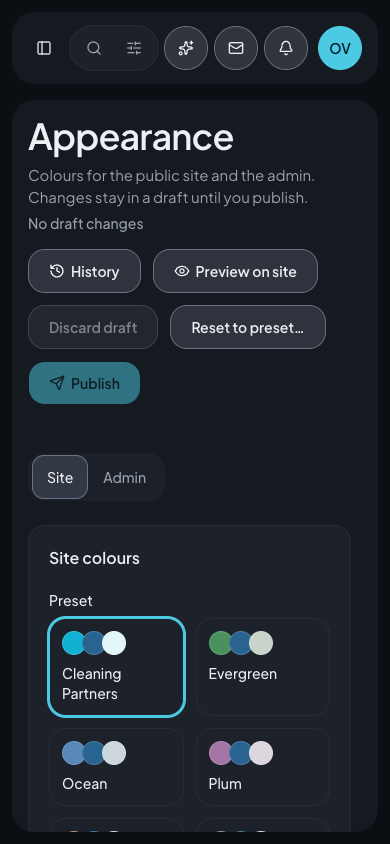 OV
Appearance
Colours for the public site and the admin.
Changes stay in a draft until you publish.
No draft changes
History
Preview on site
Discard draft
Reset to preset…
Publish
Site
Admin
Site colours
Preset
Cleaning
Partners
Evergreen
Ocean
Plum